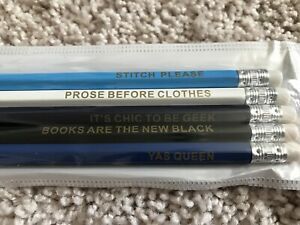 STITCH PLEASE
PROSE BEFORE CLOTHES
IT'S CHIC TO BE GEEK
BOOKS ARE THE NEW BLACK
YAS QUEEN